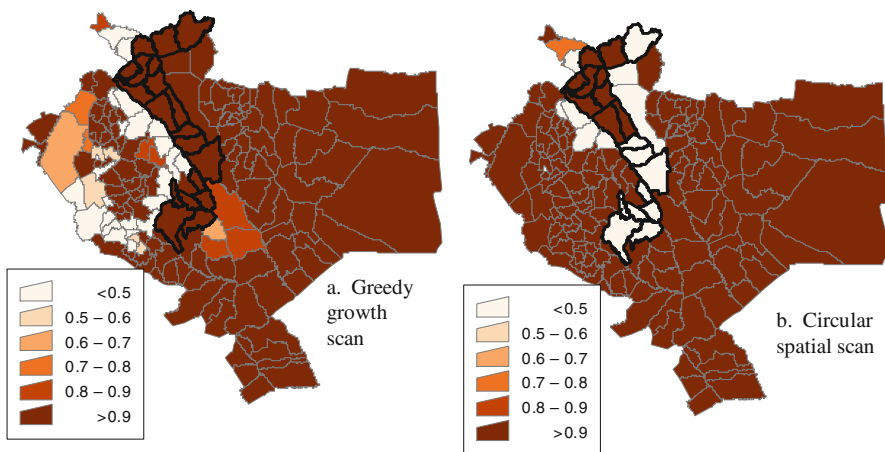 <0.5
0.5 – 0.6
0.6 – 0.7
0.7 – 0.8
0.8 – 0.9
>0.9
a. Greedy
growth
scan
<0.5
0.5 – 0.6
0.6 – 0.7
0.7 – 0.8
0.8 – 0.9
>0.9
b. Circular
spatial scan